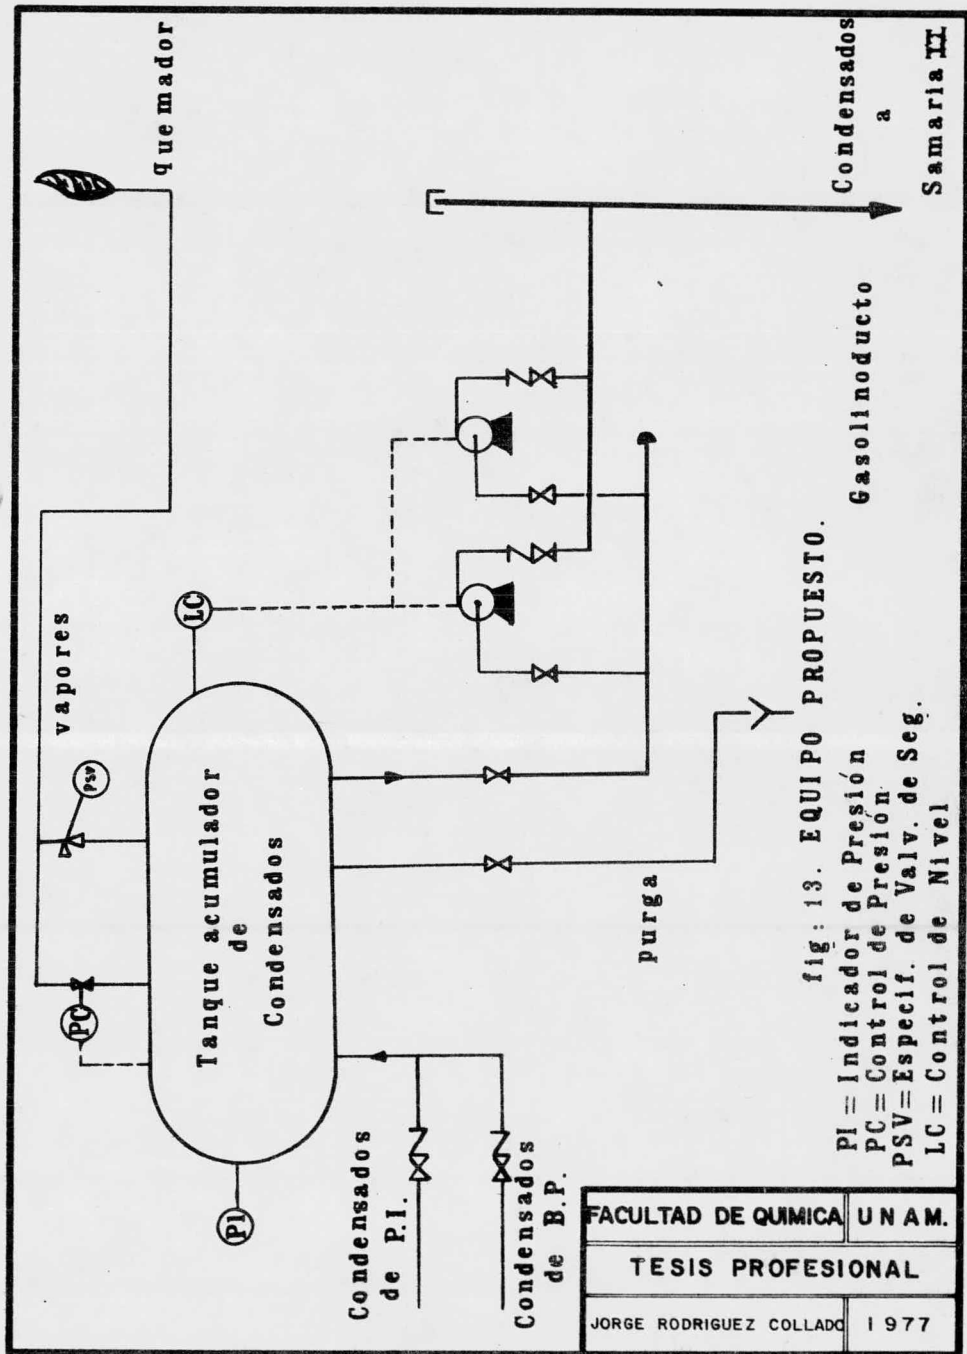 quemador
vapores
PC
PSV
LC
PI
Tanque acumulador
de
Condensados
Condensados
de P.I.
Condensados
de B.P.
purga
Condensados
a
Samaria II
Gasolinoducto
fig: 13. EQUIPO PROPUESTO.
PI = Indicador de Presión
PC = Control de Presión
PSV = Especif. de Valv. de Seg.
LC = Control de Nivel
FACULTAD DE QUIMICA UNAM.
TESIS PROFESIONAL
JORGE RODRIGUEZ COLLADO 1977